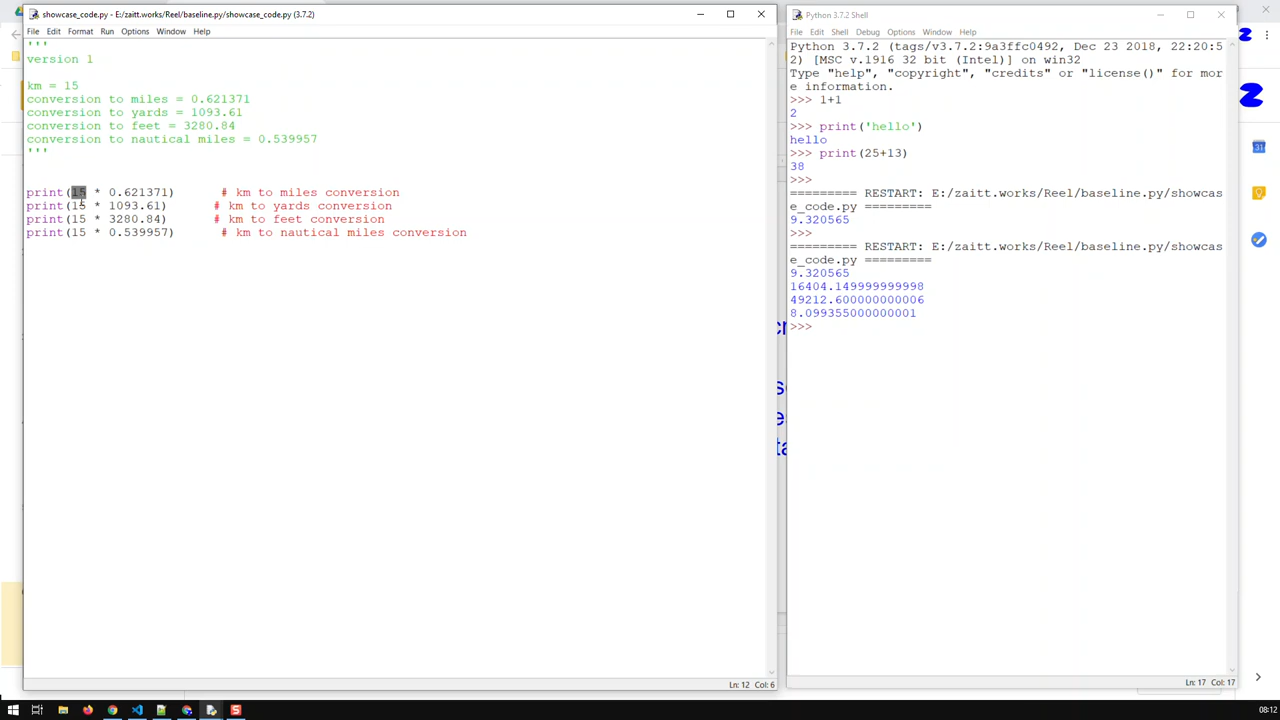 showcase_code.py - E:/zaitt.works/Reel/baseline.py/showcase_code.py (3.7.2)
File Edit Format Run Options Window Help
'''
version 1
km = 15
conversion to miles = 0.621371
conversion to yards = 1093.61
conversion to feet = 3280.84
conversion to nautical miles = 0.539957
'''
print(15 * 0.621371) # km to miles conversion
print(15 * 1093.61) # km to yards conversion
print(15 * 3280.84) # km to feet conversion
print(15 * 0.539957) # km to nautical miles conversion
Ln: 12 Col: 6
Python 3.7.2 Shell
File Edit Shell Debug Options Window Help
Python 3.7.2 (tags/v3.7.2:9a3ffc0492, Dec 23 2018, 22:20:5
2) [MSC v.1916 32 bit (Intel)] on win32
Type "help", "copyright", "credits" or "license()" for mor
e information.
>>> 1+1
2
>>> print('hello')
hello
>>> print(25+13)
38
>>>
========= RESTART: E:/zaitt.works/Reel/baseline.py/showcas
e_code.py =========
9.320565
>>>
========= RESTART: E:/zaitt.works/Reel/baseline.py/showcas
e_code.py =========
9.320565
16404.149999999998
49212.600000000006
8.099355000000001
>>>
Ln: 17 Col: 17
31
08:12